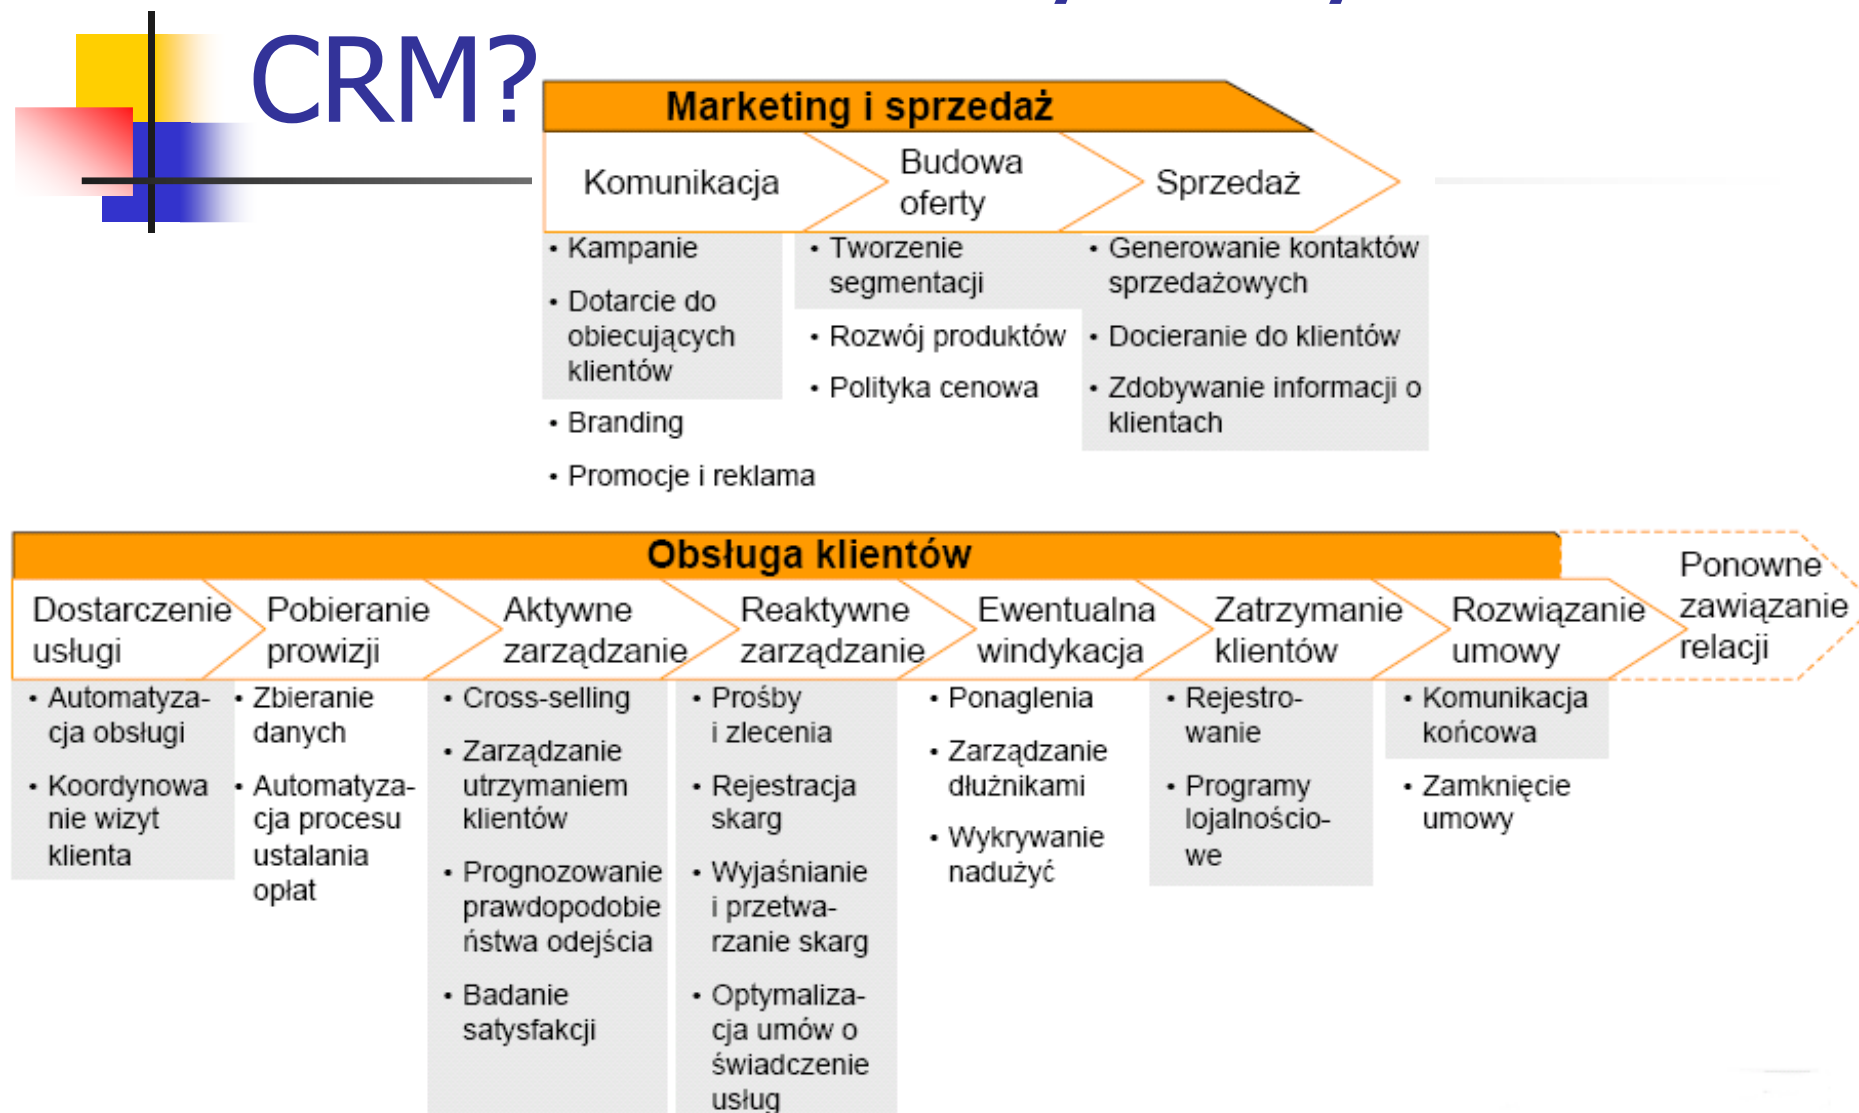 CRM?
Marketing i sprzedaż
Komunikacja
Budowa
oferty
Sprzedaż
• Kampanie
• Dotarcie do
obiecujących
klientów
• Branding
• Promocje i reklama
• Tworzenie
segmentacji
• Rozwój produktów
• Polityka cenowa
• Generowanie kontaktów
sprzedażowych
• Docieranie do klientów
• Zdobywanie informacji o
klientach
Obsługa klientów
Dostarczenie
usługi
Pobieranie
prowizji
Aktywne
zarządzanie
Reaktywne
zarządzanie
Ewentualna
windykacja
Zatrzymanie
klientów
Rozwiązanie
umowy
Ponowne
zawiązanie
relacji
• Automatyza-
cja obsługi
• Koordynowa
nie wizyt
klienta
• Zbieranie
danych
• Automatyza-
cja procesu
ustalania
opłat
• Cross-selling
• Zarządzanie
utrzymaniem
klientów
• Prognozowanie
prawdopodobie
ństwa odejścia
• Badanie
satysfakcji
• Prośby
i zlecenia
• Rejestracja
skarg
• Wyjaśnianie
i przetwa-
rzanie skarg
• Optymaliza-
cja umów o
świadczenie
usług
• Ponaglenia
• Zarządzanie
dłużnikami
• Wykrywanie
nadużyć
• Rejestro-
wanie
• Programy
lojalnościo-
we
• Komunikacja
końcowa
• Zamknięcie
umowy